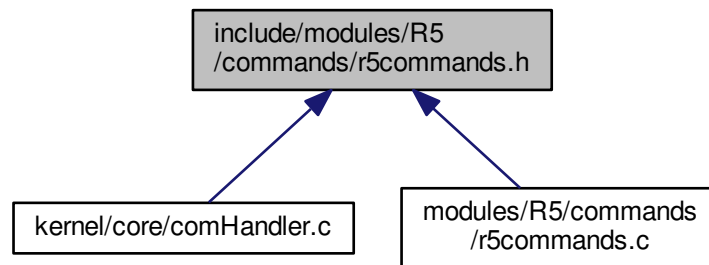 include/modules/R5
/commands/r5commands.h
kernel/core/comHandler.c
modules/R5/commands
/r5commands.c